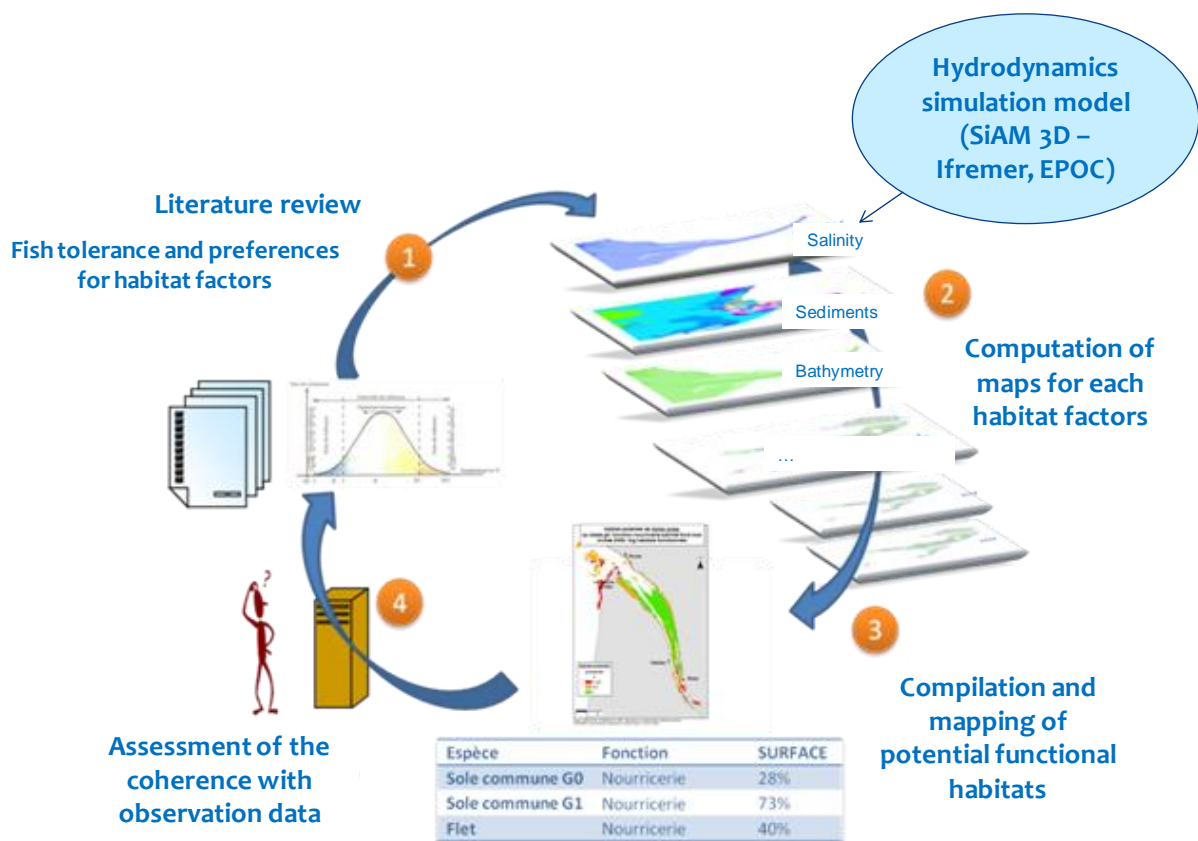 Hydrodynamics
simulation model
(SiAM 3D –
Ifremer, EPOC)
Literature review
Fish tolerance and preferences
for habitat factors
1
Salinity
Sediments
Bathymetry
...
2
Computation of
maps for each
habitat factors
3
Compilation and
mapping of
potential functional
habitats
4
?
Assessment of the
coherence with
observation data
Espèce Fonction SURFACE
Sole commune G0 Nourricerie 28%
Sole commune G1 Nourricerie 73%
Flet Nourricerie 40%